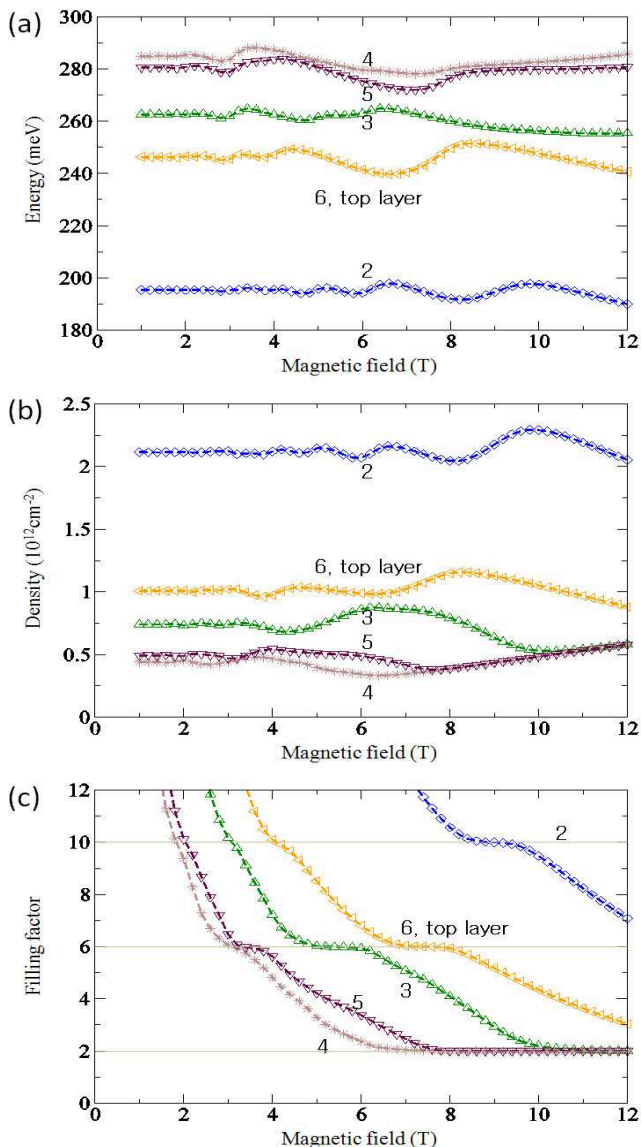 (a)
300
280
260
240
220
200
180
Energy (meV)
4
5
3
6, top layer
2
0 2 4 6 8 10 12
Magnetic field (T)
(b)
2.5
2
1.5
1
0.5
0
Density (10¹²cm⁻²)
2
6, top layer
3
5
4
0 2 4 6 8 10 12
Magnetic field (T)
(c)
12
10
8
6
4
2
0
Filling factor
2
6, top layer
3
5
4
0 2 4 6 8 10 12
Magnetic field (T)